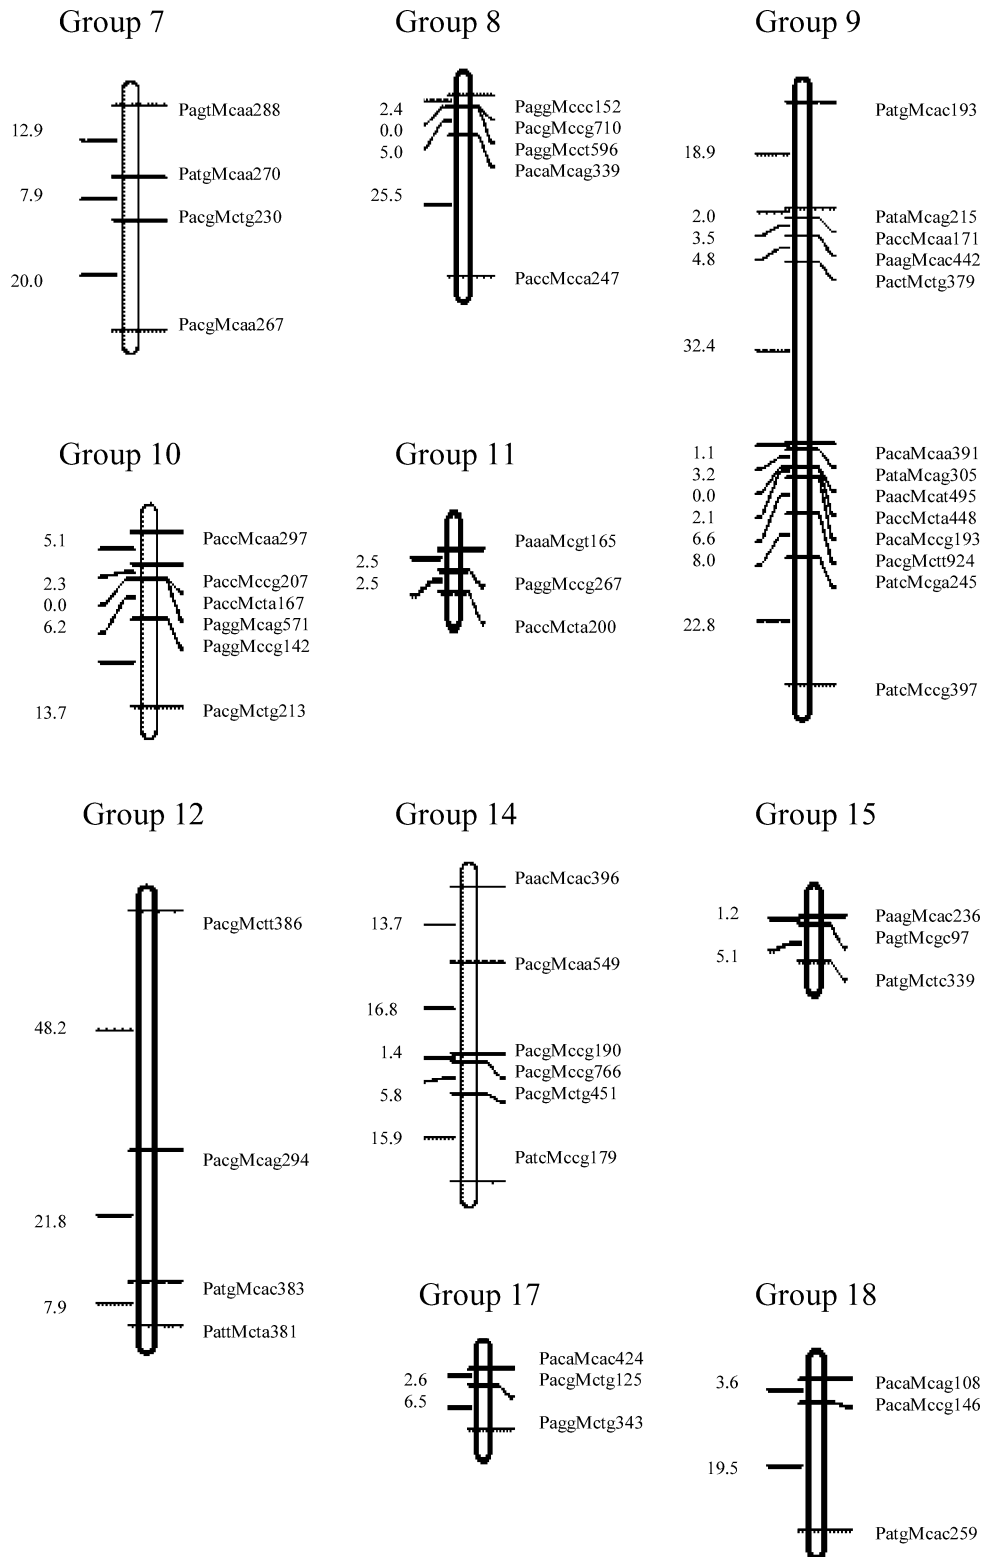 Group 7
PagtMcaa288
12.9
PatgMcaa270
7.9
PacgMctg230
20.0
PacgMcaa267
Group 8
2.4
PaggMccc152
0.0
PacgMccg710
5.0
PaggMcct596
PacaMcag339
25.5
PaccMcca247
Group 9
PatgMcac193
18.9
2.0
PataMcag215
3.5
PaccMcaa171
4.8
PaagMcac442
PactMctg379
32.4
1.1
PacaMcaa391
3.2
PataMcag305
0.0
PaacMcat495
2.1
PaccMcta448
6.6
PacaMccg193
8.0
PacgMctt924
PatcMcga245
22.8
PatcMccg397
Group 10
5.1
PaccMcaa297
2.3
PaccMccg207
0.0
PaccMcta167
6.2
PaggMcag571
PaggMccg142
13.7
PacgMctg213
Group 11
PaaaMcgt165
2.5
2.5
PaggMccg267
PaccMcta200
Group 12
PacgMctt386
48.2
PacgMcag294
21.8
PatgMcac383
7.9
PattMcta381
Group 14
PaacMcac396
13.7
PacgMcaa549
16.8
1.4
PacgMccg190
PacgMccg766
5.8
PacgMctg451
15.9
PatcMccg179
Group 15
1.2
PaagMcac236
PagtMcgc97
5.1
PatgMctc339
Group 17
PacaMcac424
2.6
PacgMctg125
6.5
PaggMctg343
Group 18
3.6
PacaMcag108
PacaMccg146
19.5
PatgMcac259